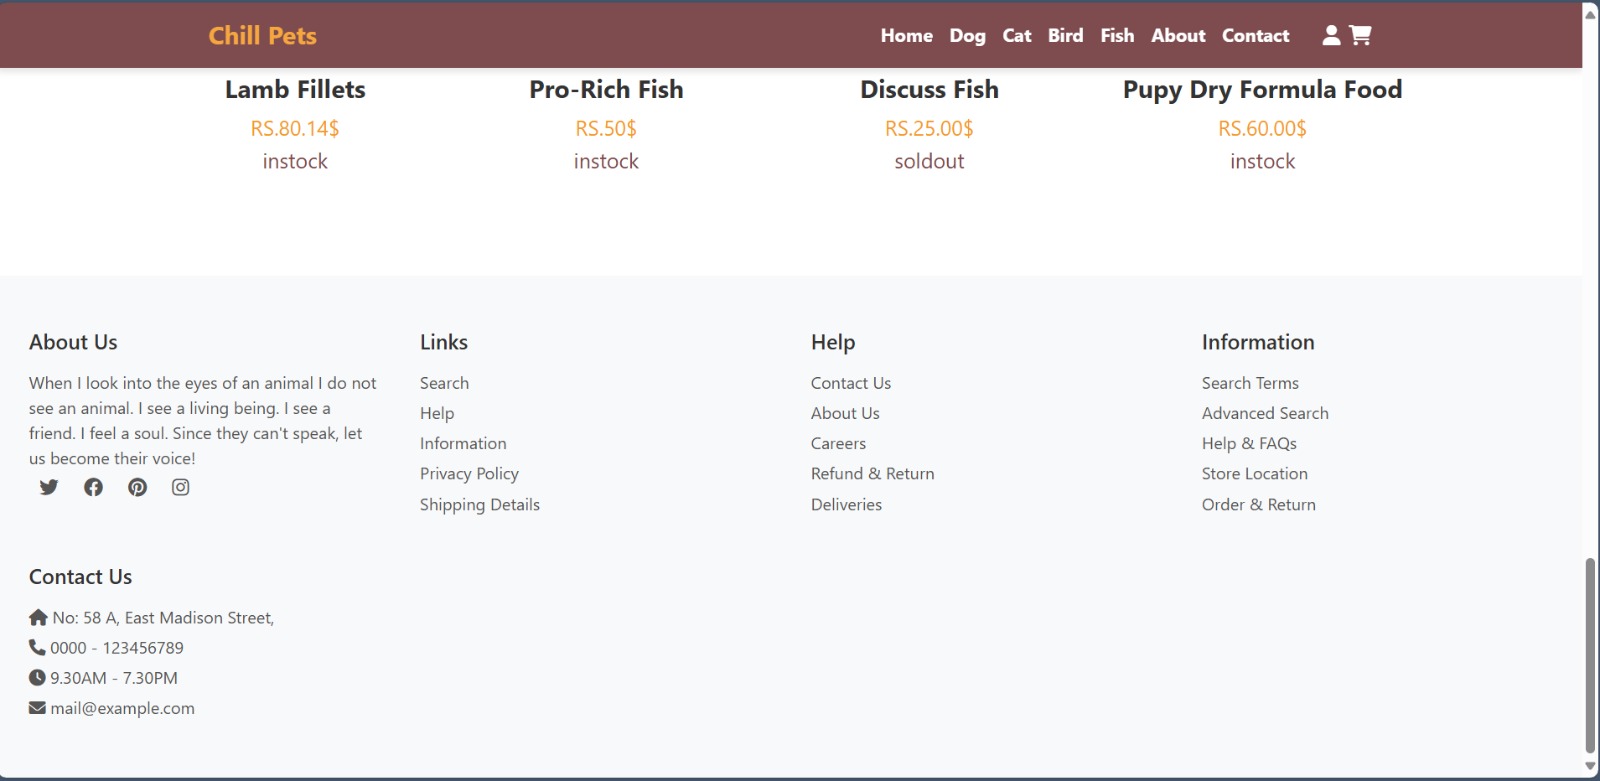 Chill Pets
Home Dog Cat Bird Fish About Contact
Lamb Fillets
RS.80.14$
instock
Pro-Rich Fish
RS.50$
instock
Discuss Fish
RS.25.00$
soldout
Pupy Dry Formula Food
RS.60.00$
instock
About Us
When I look into the eyes of an animal I do not
see an animal. I see a living being. I see a
friend. I feel a soul. Since they can't speak, let
us become their voice!
Links
Search
Help
Information
Privacy Policy
Shipping Details
Help
Contact Us
About Us
Careers
Refund & Return
Deliveries
Information
Search Terms
Advanced Search
Help & FAQs
Store Location
Order & Return
Contact Us
No: 58 A, East Madison Street,
0000 - 123456789
9.30AM - 7.30PM
mail@example.com